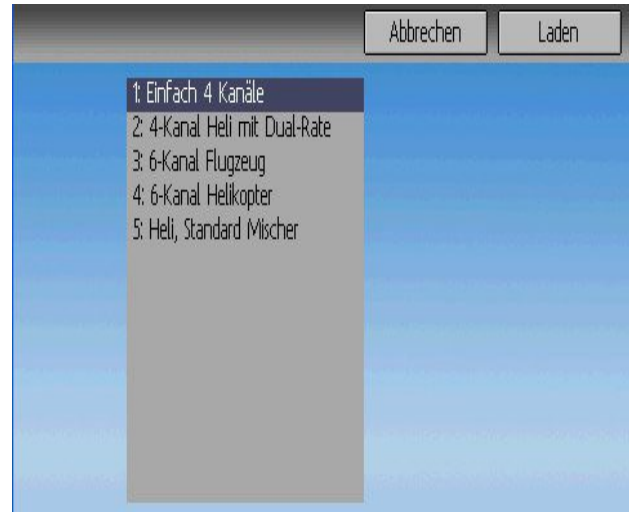 Abbrechen Laden
1: Einfach 4 Kanäle
2: 4-Kanal Heli mit Dual-Rate
3: 6-Kanal Flugzeug
4: 6-Kanal Helikopter
5: Heli, Standard Mischer